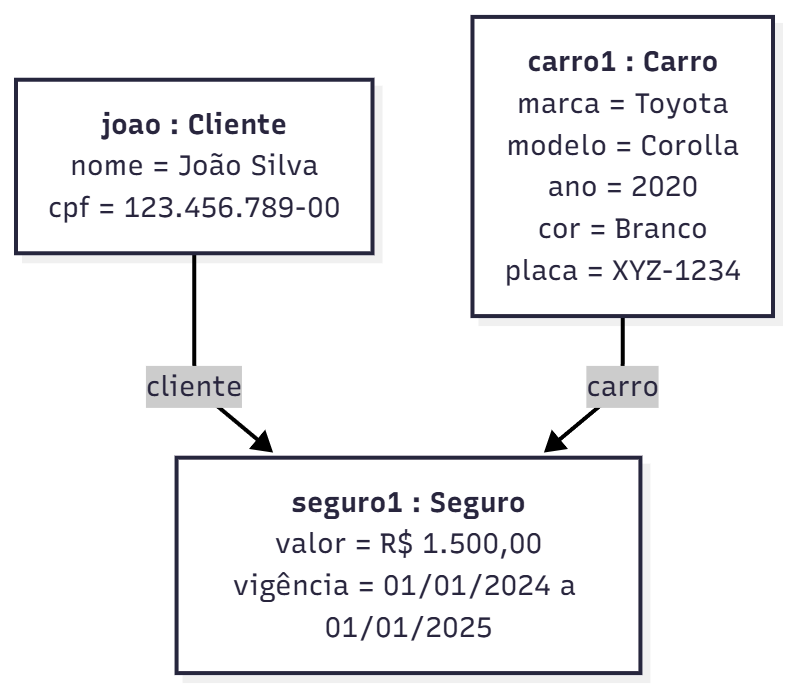 joao : Cliente
nome = João Silva
cpf = 123.456.789-00
carro1 : Carro
marca = Toyota
modelo = Corolla
ano = 2020
cor = Branco
placa = XYZ-1234
cliente
carro
seguro1 : Seguro
valor = R$ 1.500,00
vigência = 01/01/2024 a
01/01/2025